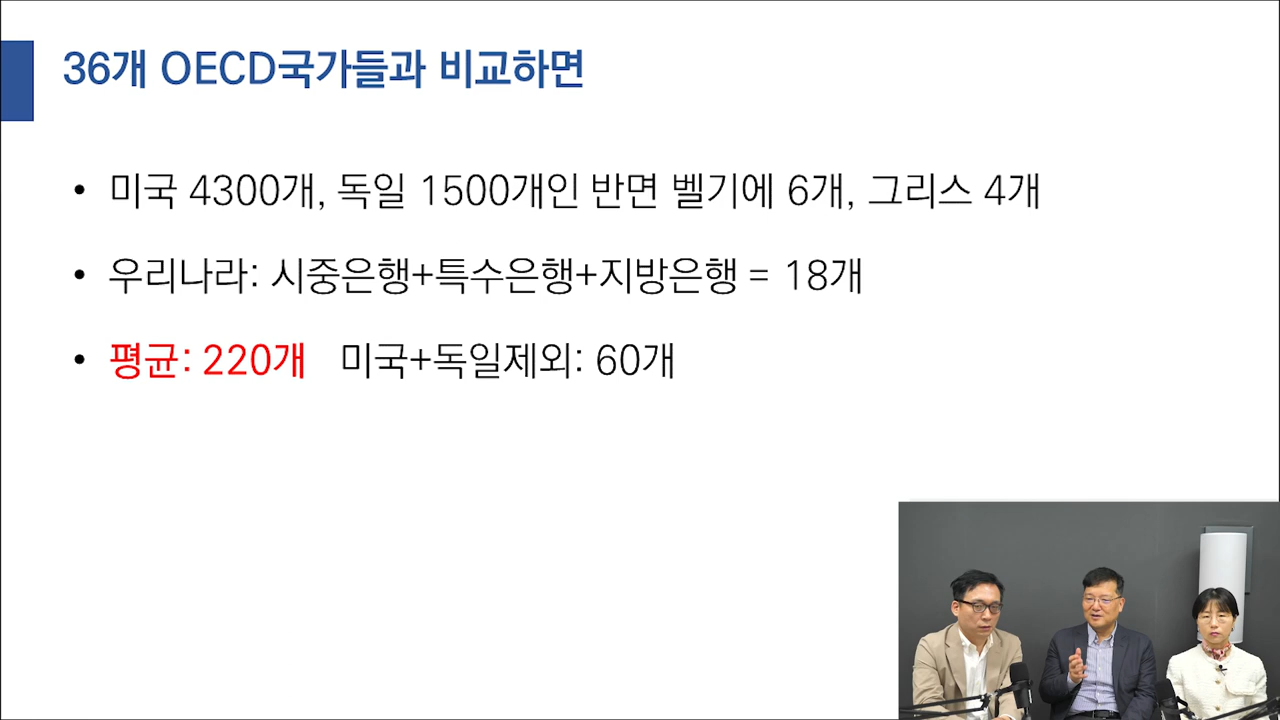 36개 OECD국가들과 비교하면
• 미국 4300개, 독일 1500개인 반면 벨기에 6개, 그리스 4개
• 우리나라: 시중은행+특수은행+지방은행 = 18개
• 평균: 220개 미국+독일제외: 60개